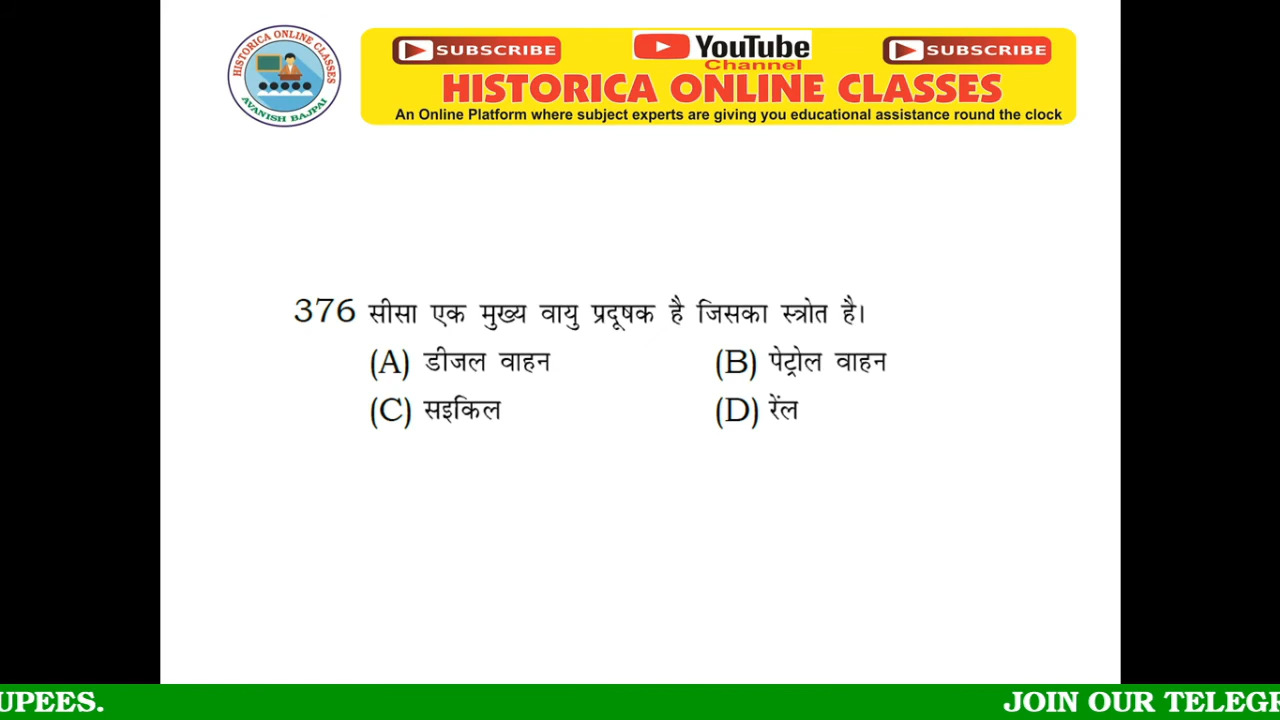 HISTORICA ONLINE CLASSES
AVANISH BAJPAI
SUBSCRIBE
YouTube
Channel
SUBSCRIBE
HISTORICA ONLINE CLASSES
An Online Platform where subject experts are giving you educational assistance round the clock
376 सीसा एक मुख्य वायु प्रदूषक है जिसका स्त्रोत है।
(A) डीजल वाहन (B) पेट्रोल वाहन
(C) सइकिल (D) रेंल
UPEES. JOIN OUR TELEGR